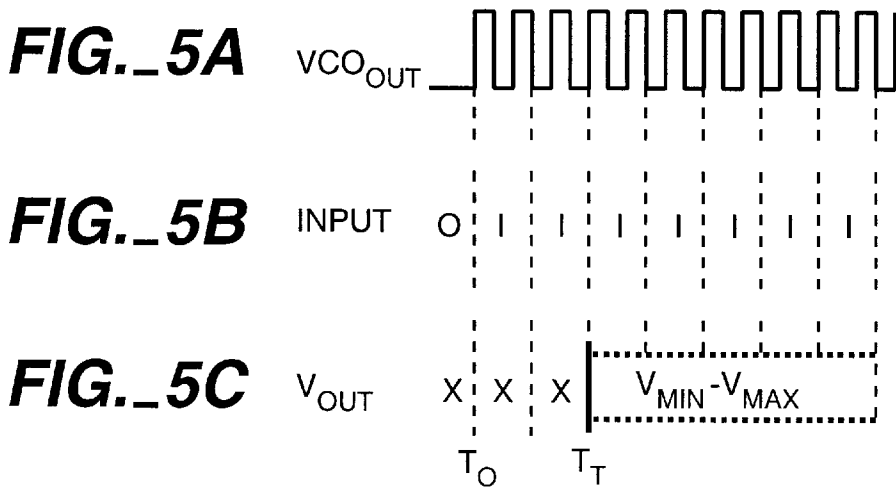 FIG._5A VCO_OUT
FIG._5B INPUT O I I I I I I I
FIG._5C V_OUT X X X V_MIN-V_MAX
T_O T_T